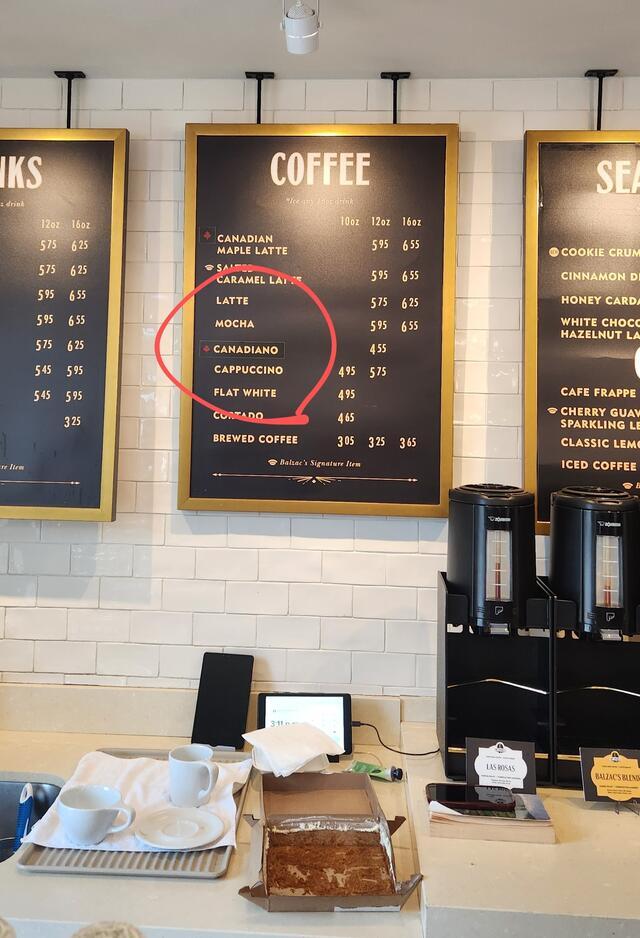 NKS
drink
12oz 16oz
5 75 6 25
5 75 6 25
5 95 6 55
5 95 6 55
5 75 6 25
5 45 5 95
5 45 5 95
3 25
re Item
COFFEE
*Ice any 16oz drink
10oz 12oz 16oz
CANADIAN
MAPLE LATTE 5 95 6 55
SALTED
CARAMEL LATTE 5 95 6 55
LATTE 5 75 6 25
MOCHA 5 95 6 55
CANADIANO 4 55
CAPPUCCINO 4 95 5 75
FLAT WHITE 4 95
CORTADO 4 65
BREWED COFFEE 3 05 3 25 3 65
Balzac's Signature Item
SEA
COOKIE CRUM
CINNAMON D
HONEY CARDA
WHITE CHOCO
HAZELNUT LA
CAFE FRAPPE
CHERRY GUAV
SPARKLING LE
CLASSIC LEMO
ICED COFFEE
3:11
LAS ROSAS
BALZAC'S BLEND